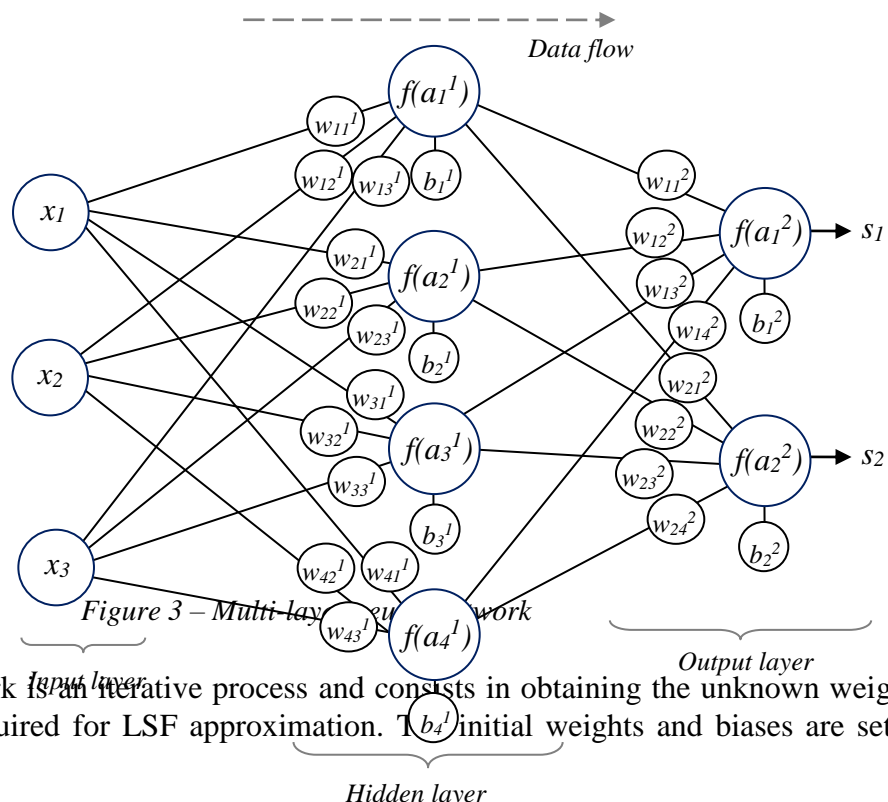 Data flow
f(a₁¹)
w₁₁¹
w₁₂¹
w₁₃¹
b₁¹
w₁₁²
x₁
w₂₁¹
f(a₂¹)
w₁₂²
f(a₁²)
s₁
w₂₂¹
w₂₃¹
w₁₃²
w₁₄²
b₁²
b₂¹
x₂
w₃₁¹
w₂₁²
w₃₂¹
f(a₃¹)
w₂₂²
w₃₃¹
w₂₃²
f(a₂²)
s₂
b₃¹
w₂₄²
b₂²
x₃
w₄₂¹
w₄₁¹
Figure 3 – Multi-layer neural network
w₄₃¹
f(a₄¹)
Input layer
Output layer
rk is an iterative process and consists in obtaining the unknown weig
uired for LSF approximation. The initial weights and biases are set
b₄¹
Hidden layer